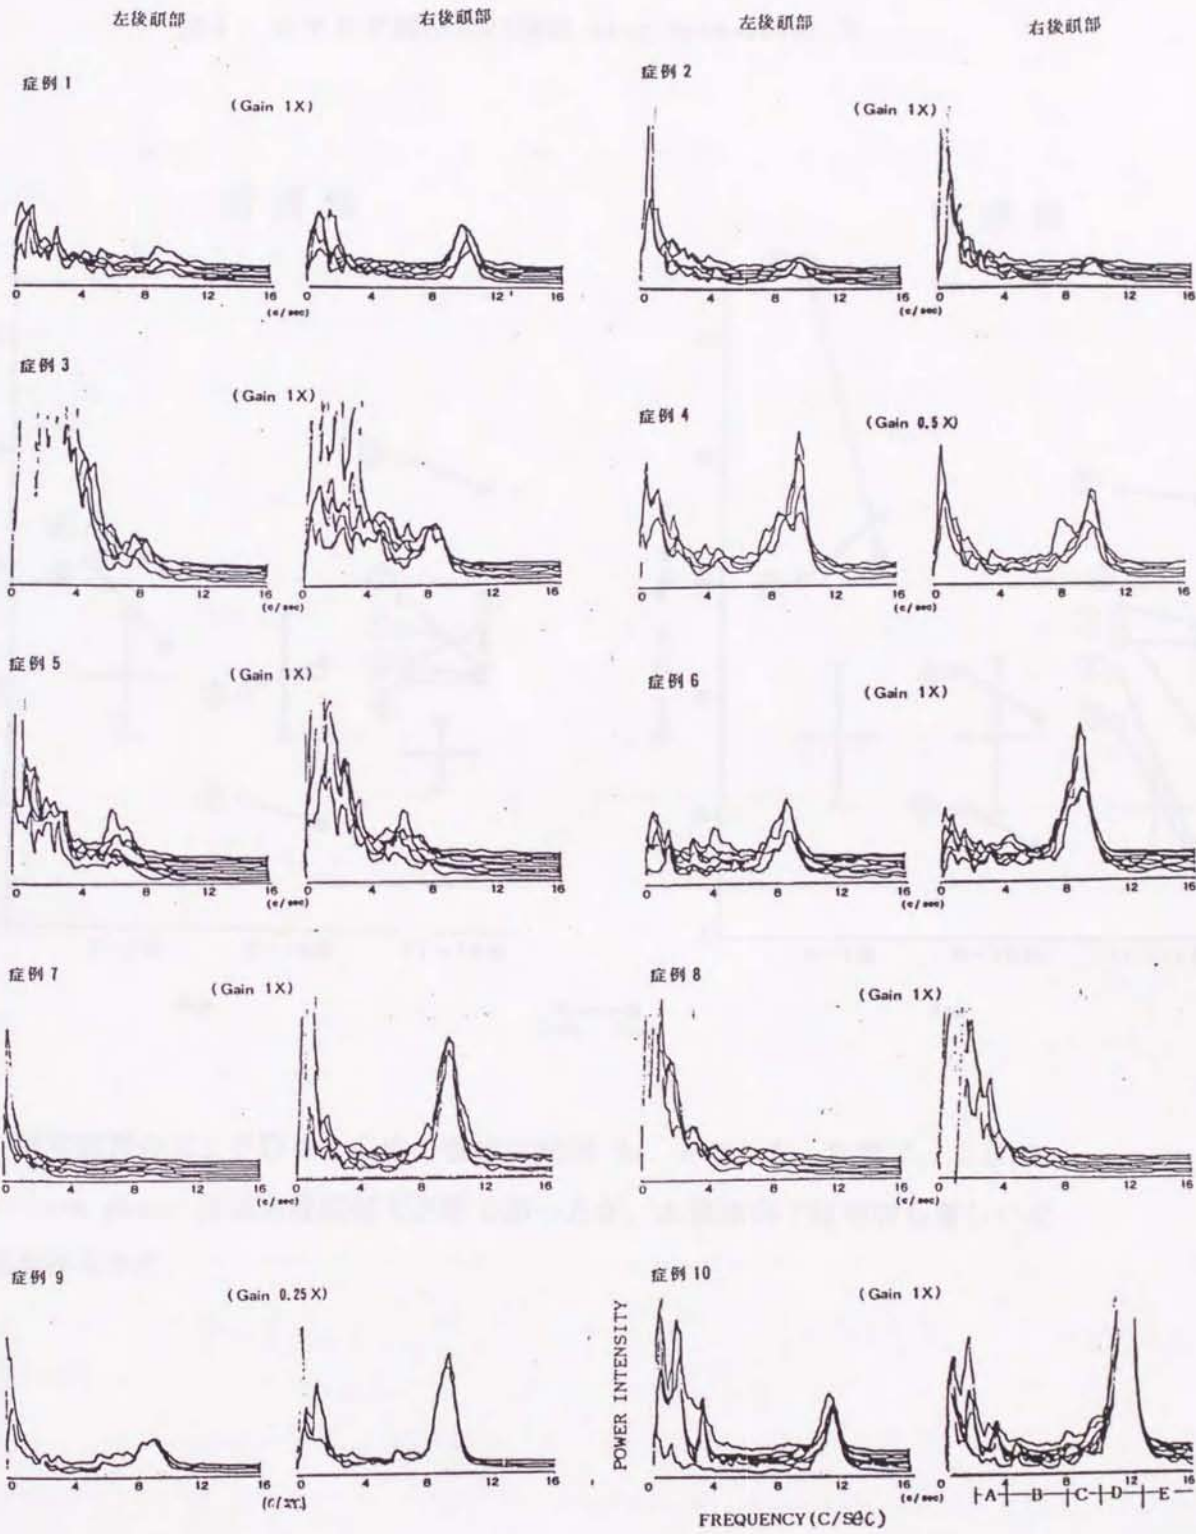 左後頭部 右後頭部 左後頭部 右後頭部
症例 1 (Gain 1X)
0 4 8 12 16 0 4 8 12 16
(c/sec)
症例 2 (Gain 1X)
0 4 8 12 16 0 4 8 12 16
(c/sec)
症例 3 (Gain 1X)
0 4 8 12 16 0 4 8 12 16
(c/sec)
症例 4 (Gain 0.5X)
0 4 8 12 16 0 4 8 12 16
(c/sec)
症例 5 (Gain 1X)
0 4 8 12 16 0 4 8 12 16
(c/sec)
症例 6 (Gain 1X)
0 4 8 12 16 0 4 8 12 16
(c/sec)
症例 7 (Gain 1X)
0 4 8 12 16 0 4 8 12 16
(c/sec)
症例 8 (Gain 1X)
0 4 8 12 16 0 4 8 12 16
(c/sec)
症例 9 (Gain 0.25X)
0 4 8 12 16 0 4 8 12 16
症例 10 (Gain 1X)
POWER INTENSITY
0 4 8 12 16 0 4 8 12 16
(c/sec)
A B C D E
FREQUENCY(C/SEC)